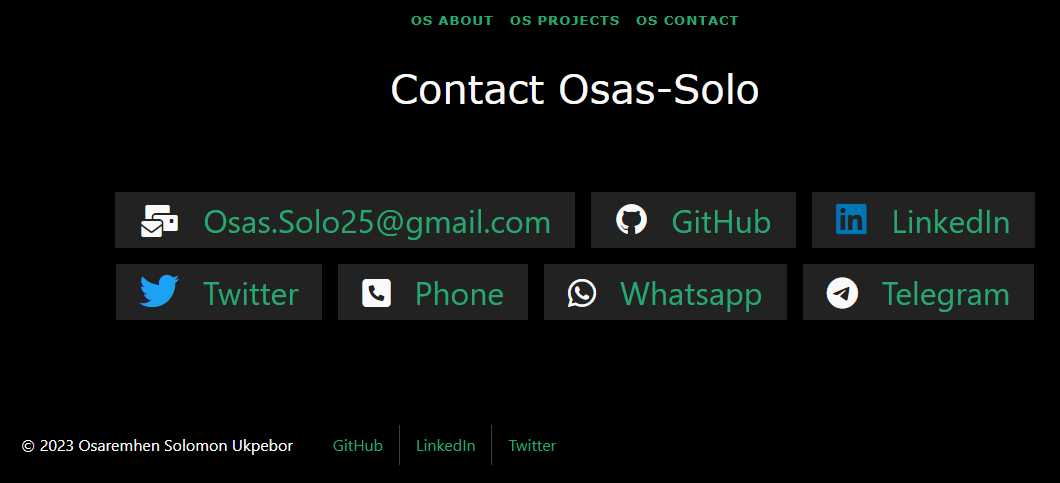 OS ABOUT OS PROJECTS OS CONTACT
Contact Osas-Solo
Osas.Solo25@gmail.com GitHub LinkedIn
Twitter Phone Whatsapp Telegram
© 2023 Osaremhen Solomon Ukpebor GitHub LinkedIn Twitter